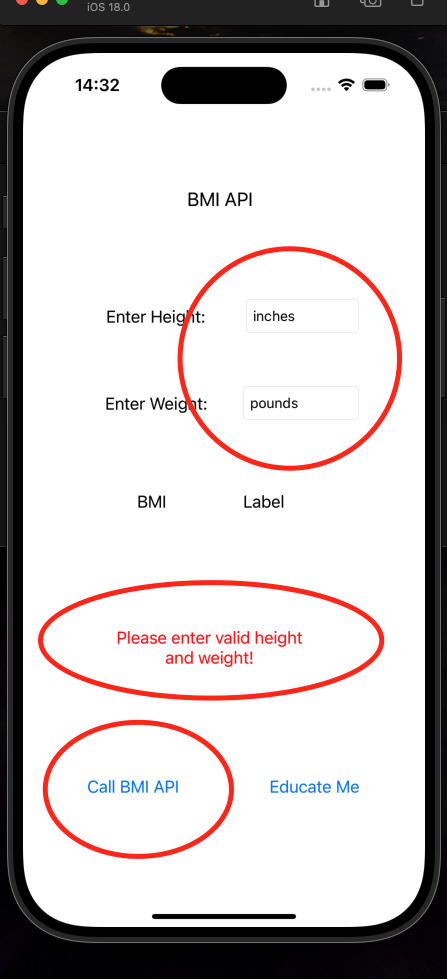 iOS 18.0
14:32
BMI API
Enter Height: inches
Enter Weight: pounds
BMI Label
Please enter valid height
and weight!
Call BMI API Educate Me